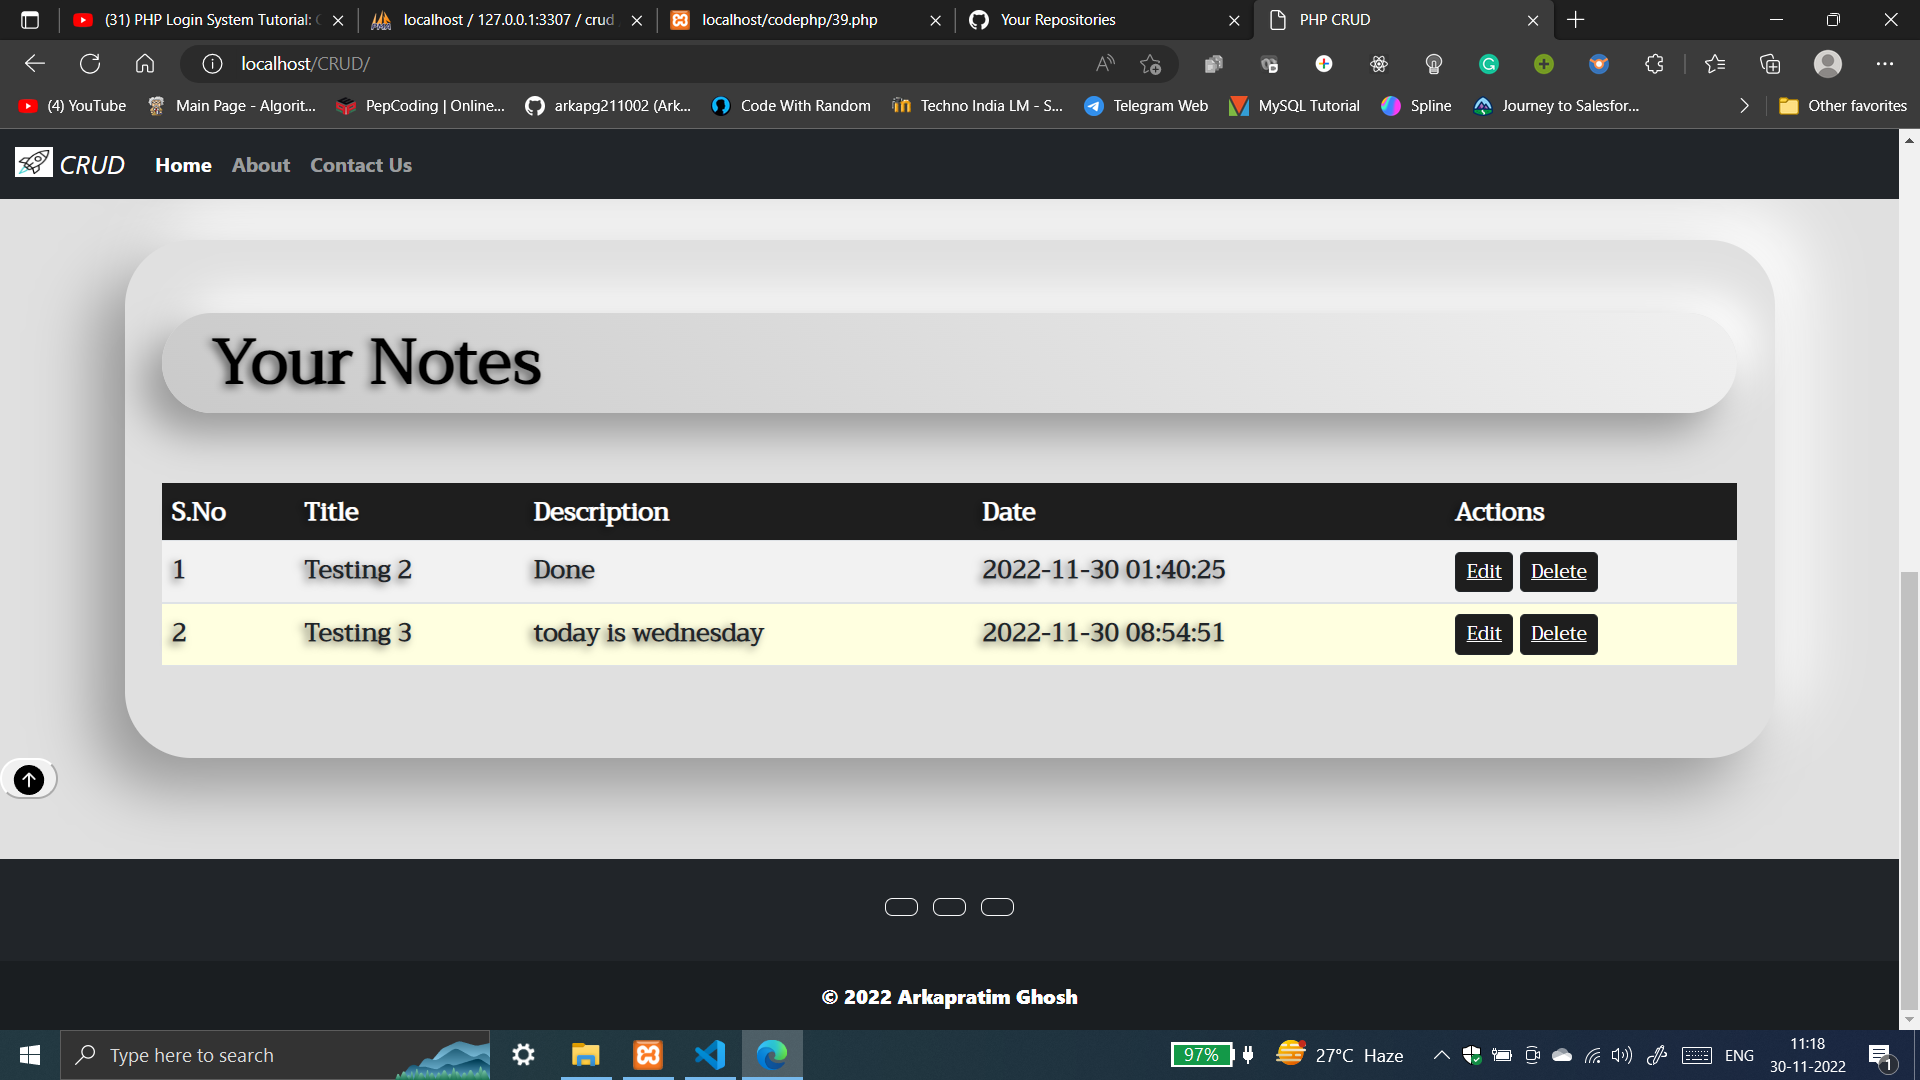 (31) PHP Login System Tutorial:
localhost / 127.0.0.1:3307 / crud
localhost/codephp/39.php
Your Repositories
PHP CRUD
localhost/CRUD/
(4) YouTube
Main Page - Algorit...
PepCoding | Online...
arkapg211002 (Ark...
Code With Random
Techno India LM - S...
Telegram Web
MySQL Tutorial
Spline
Journey to Salesfor...
Other favorites
CRUD Home About Contact Us
Your Notes
S.No Title Description Date Actions
1 Testing 2 Done 2022-11-30 01:40:25 Edit Delete
2 Testing 3 today is wednesday 2022-11-30 08:54:51 Edit Delete
© 2022 Arkapratim Ghosh
Type here to search
97%
27°C Haze
ENG
11:18
30-11-2022
1